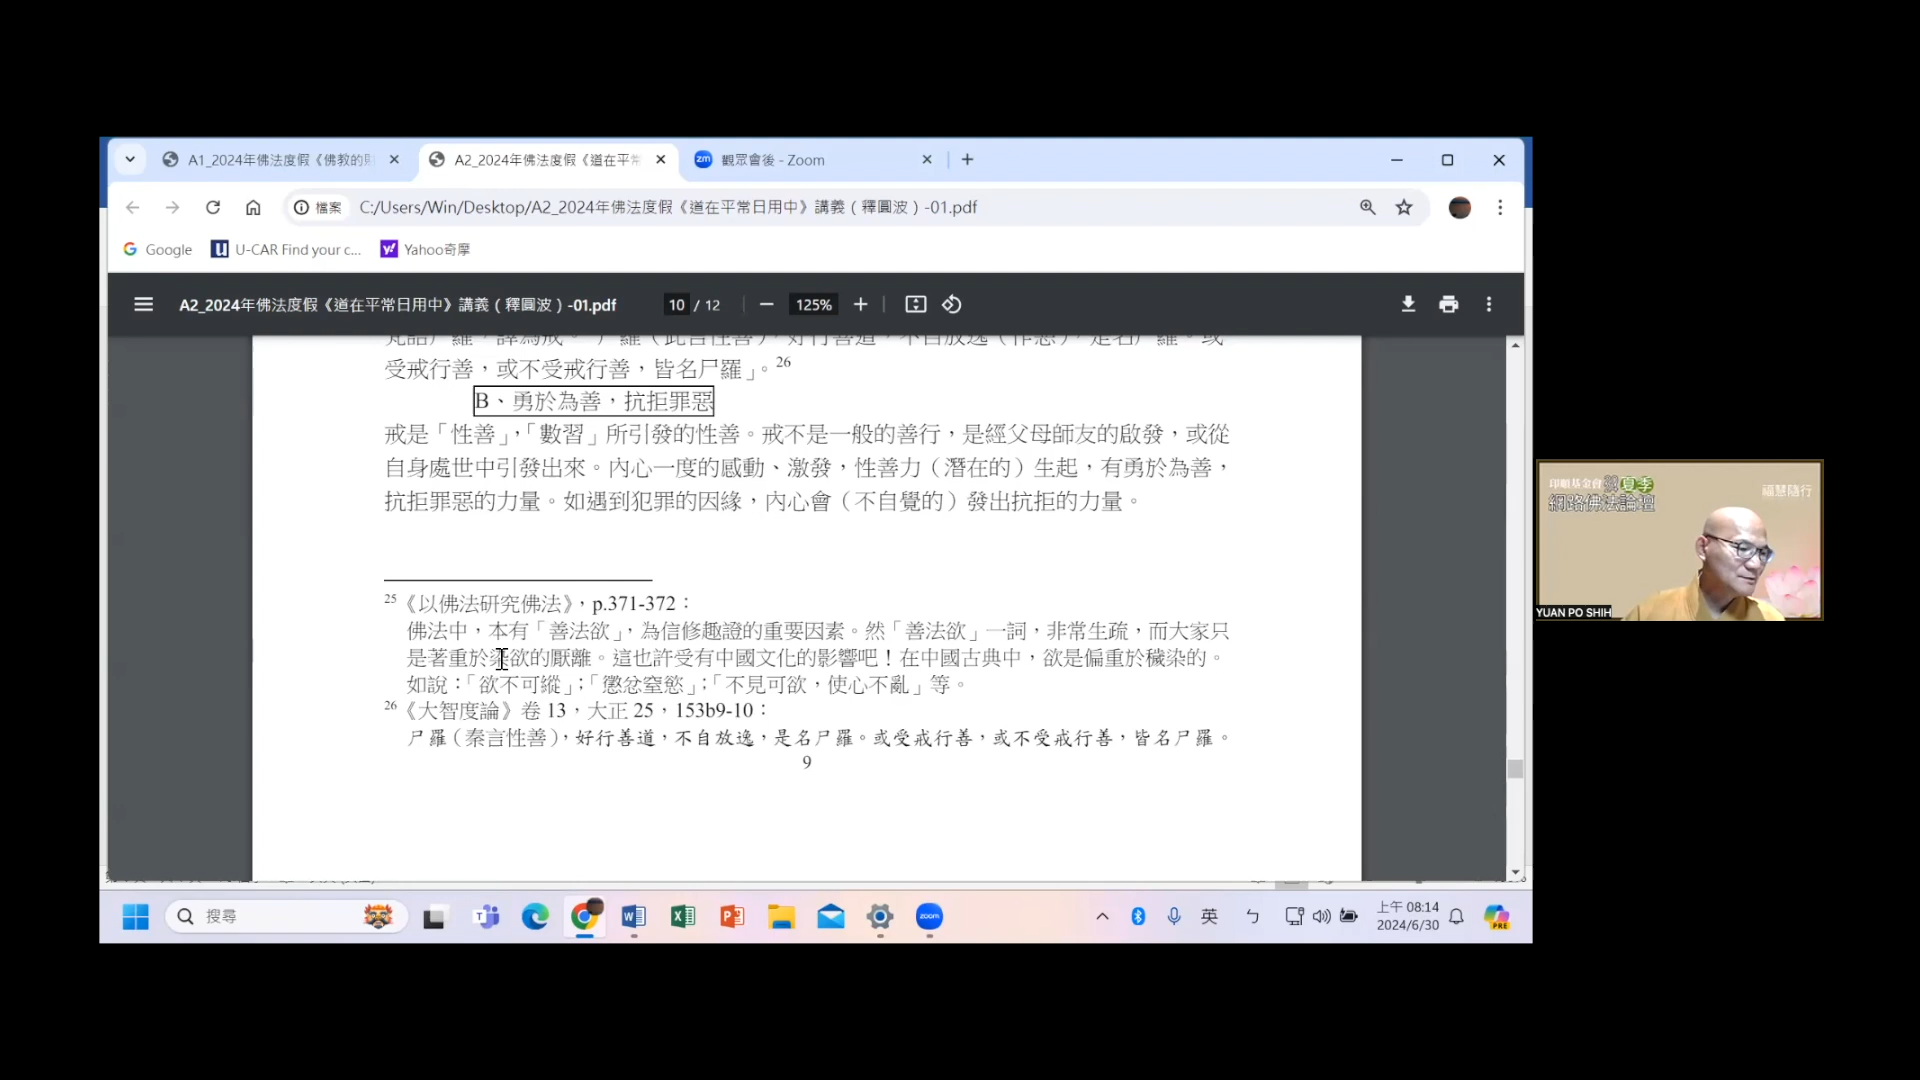 A1_2024年佛法度假《佛教的
A2_2024年佛法度假《道在平常
觀眾會後 - Zoom
檔案
C:/Users/Win/Desktop/A2_2024年佛法度假《道在平常日用中》講義（釋圓波）-01.pdf
Google
U-CAR Find your c...
Yahoo奇摩
A2_2024年佛法度假《道在平常日用中》講義（釋圓波）-01.pdf
10 / 12
125%
受戒行善，或不受戒行善，皆名尸羅」。26
B、勇於為善，抗拒罪惡
戒是「性善」，「數習」所引發的性善。戒不是一般的善行，是經父母師友的啟發，或從
自身處世中引發出來。內心一度的感動、激發，性善力（潛在的）生起，有勇於為善，
抗拒罪惡的力量。如遇到犯罪的因緣，內心會（不自覺的）發出抗拒的力量。
25《以佛法研究佛法》，p.371-372：
佛法中，本有「善法欲」，為信修趣證的重要因素。然「善法欲」一詞，非常生疏，而大家只
是著重於染欲的厭離。這也許受有中國文化的影響吧！在中國古典中，欲是偏重於穢染的。
如說：「欲不可縱」；「懲忿窒慾」；「不見可欲，使心不亂」等。
26《大智度論》卷 13，大正 25，153b9-10：
尸羅（秦言性善），好行善道，不自放逸，是名尸羅。或受戒行善，或不受戒行善，皆名尸羅。
9
印順基金會
夏季
網路佛法論壇
福慧隨行
YUAN PO SHIH
搜尋
英
ㄅ
上午 08:14
2024/6/30